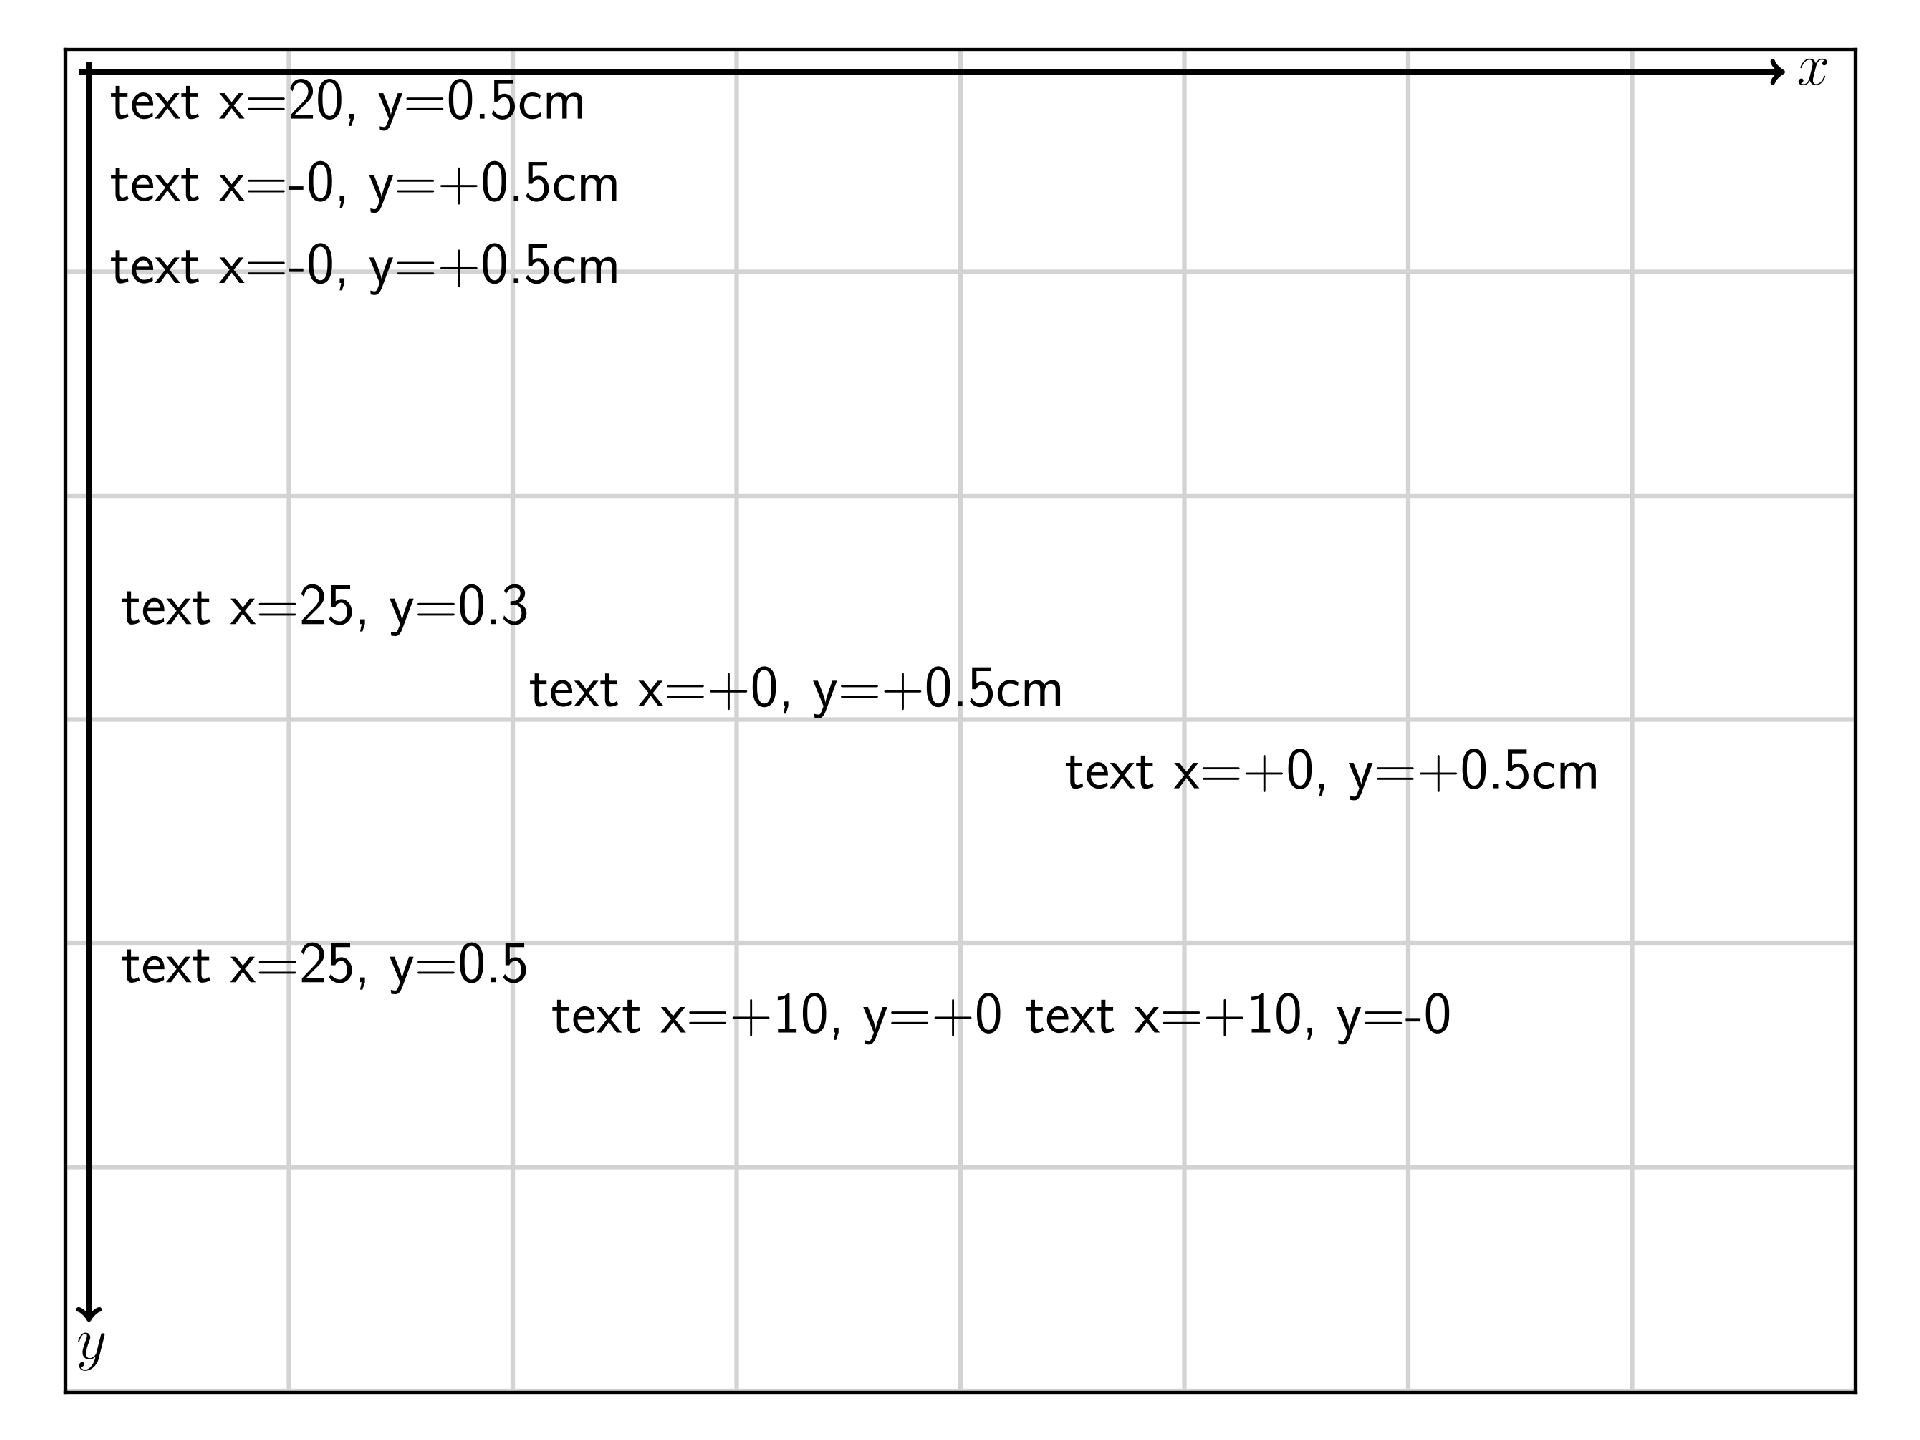 x
text x=20, y=0.5cm
text x=-0, y=+0.5cm
text x=-0, y=+0.5cm
text x=25, y=0.3
text x=+0, y=+0.5cm
text x=+0, y=+0.5cm
text x=25, y=0.5
text x=+10, y=+0 text x=+10, y=-0
y